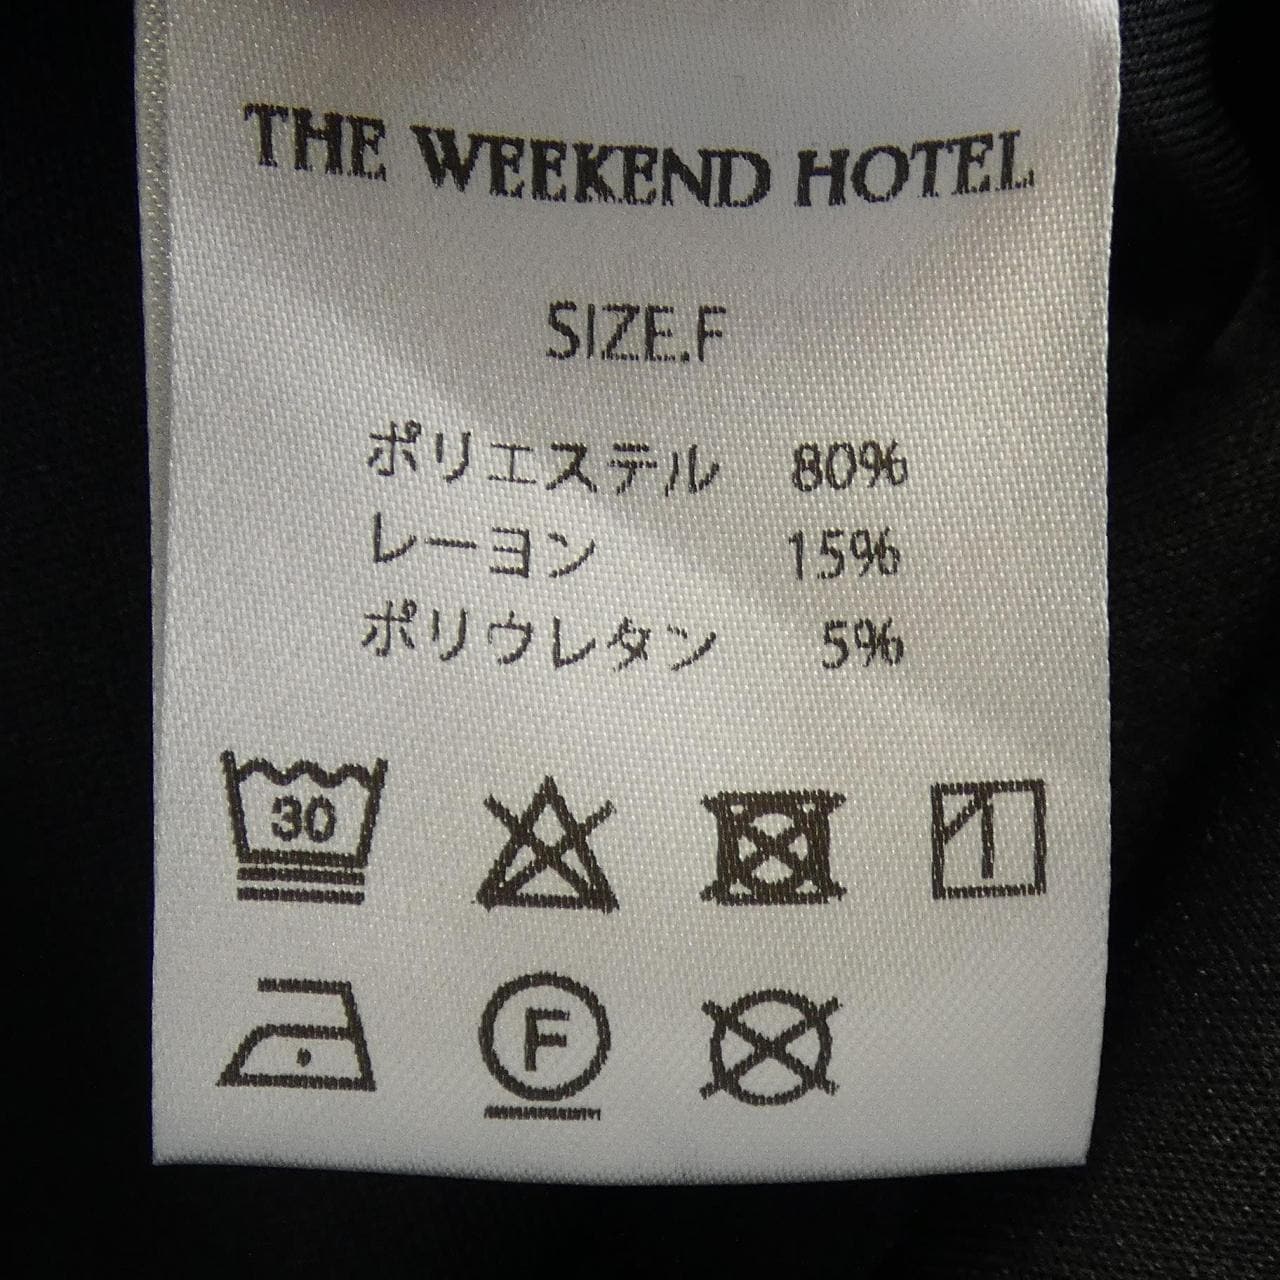 THE WEEKEND HOTEL
SIZE.F
ポリエステル 80%
レーヨン 15%
ポリウレタン 5%
30
F